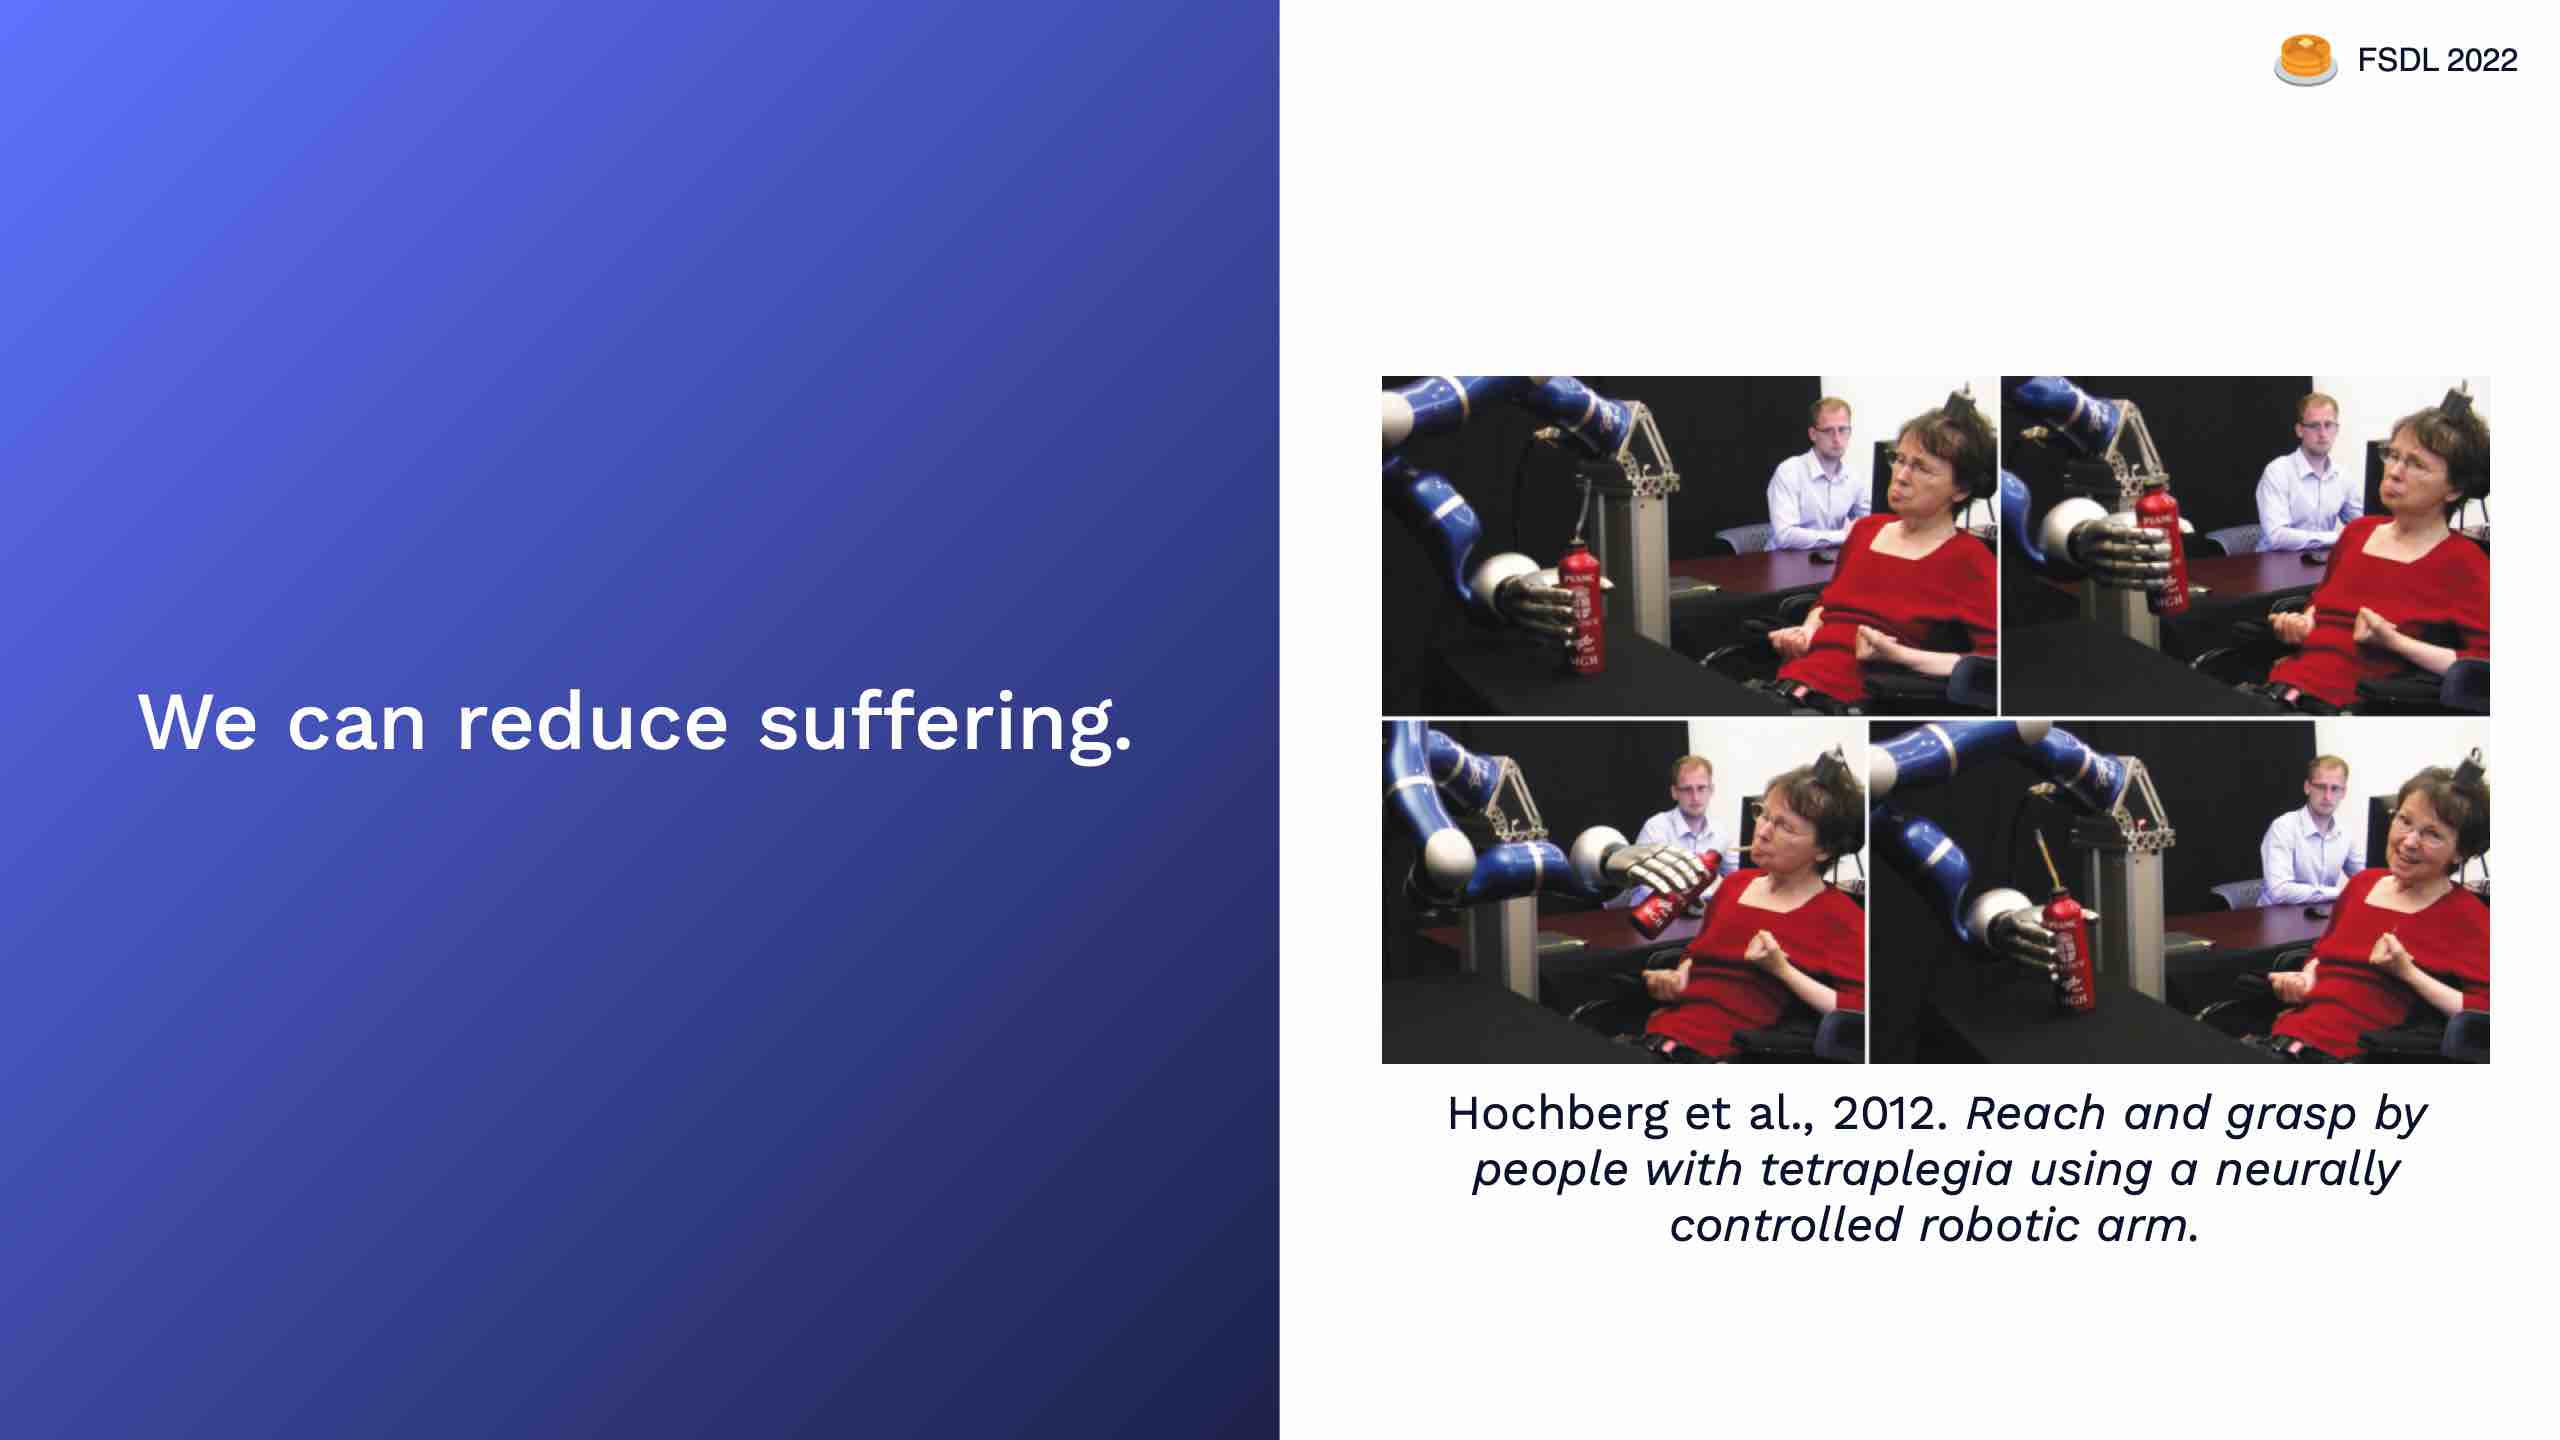 FSDL 2022
We can reduce suffering.
Hochberg et al., 2012. Reach and grasp by
people with tetraplegia using a neurally
controlled robotic arm.